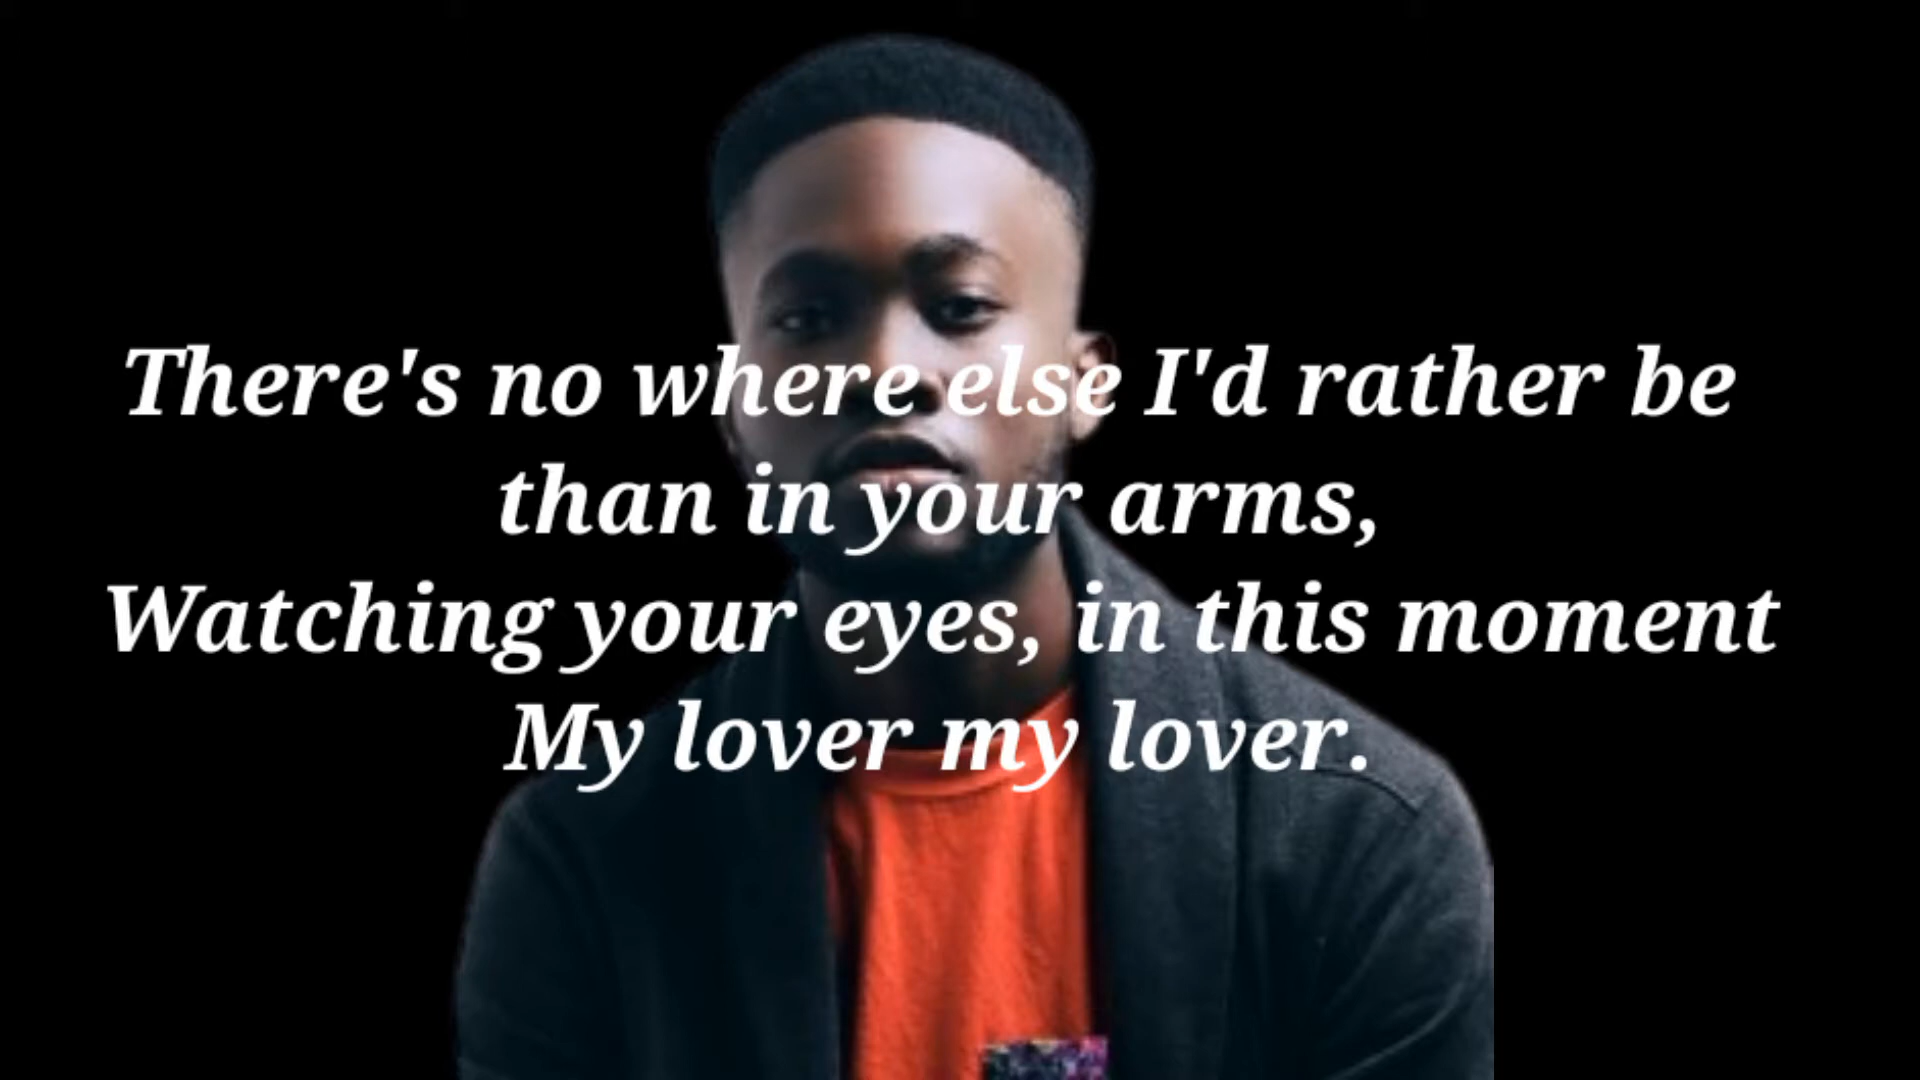 There's no where else I'd rather be
than in your arms,
Watching your eyes, in this moment
My lover my lover.